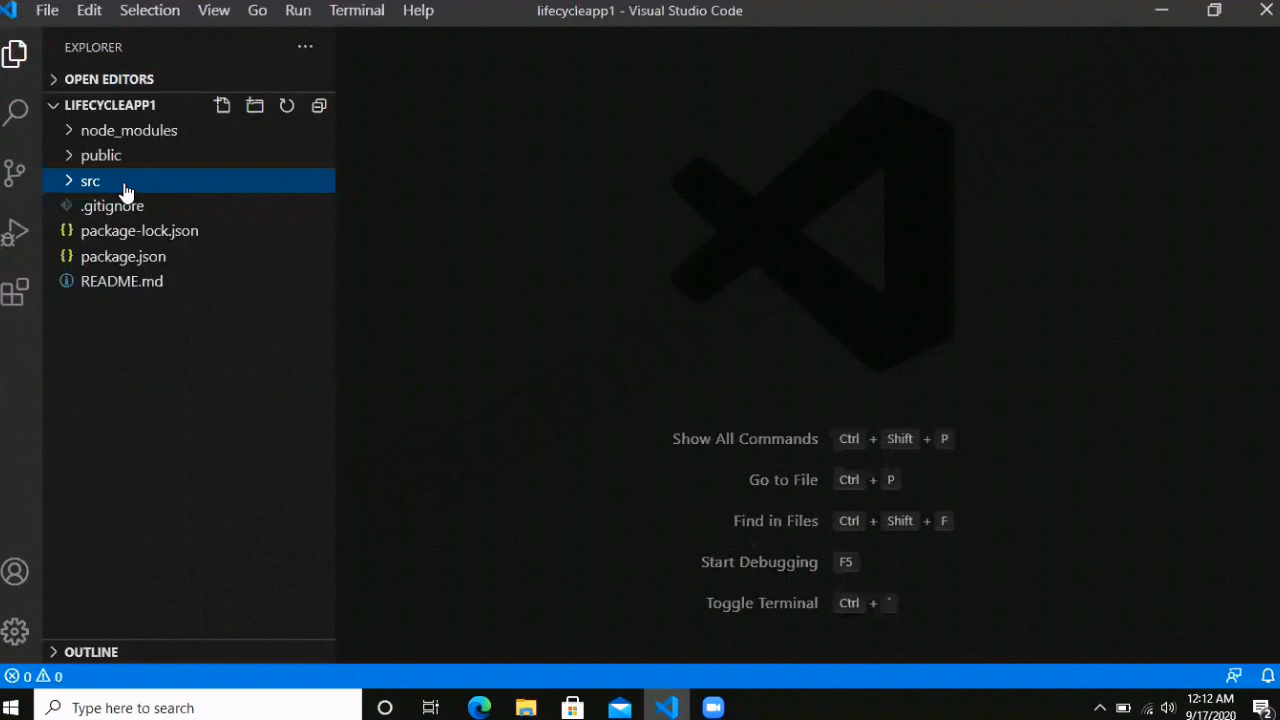 File Edit Selection View Go Run Terminal Help lifecycleapp1 - Visual Studio Code
EXPLORER
OPEN EDITORS
LIFECYCLEAPP1
node_modules
public
src
.gitignore
{} package-lock.json
{} package.json
README.md
Show All Commands Ctrl + Shift + P
Go to File Ctrl + P
Find in Files Ctrl + Shift + F
Start Debugging F5
Toggle Terminal Ctrl + `
OUTLINE
0 0
Type here to search
12:12 AM
9/17/2020
2